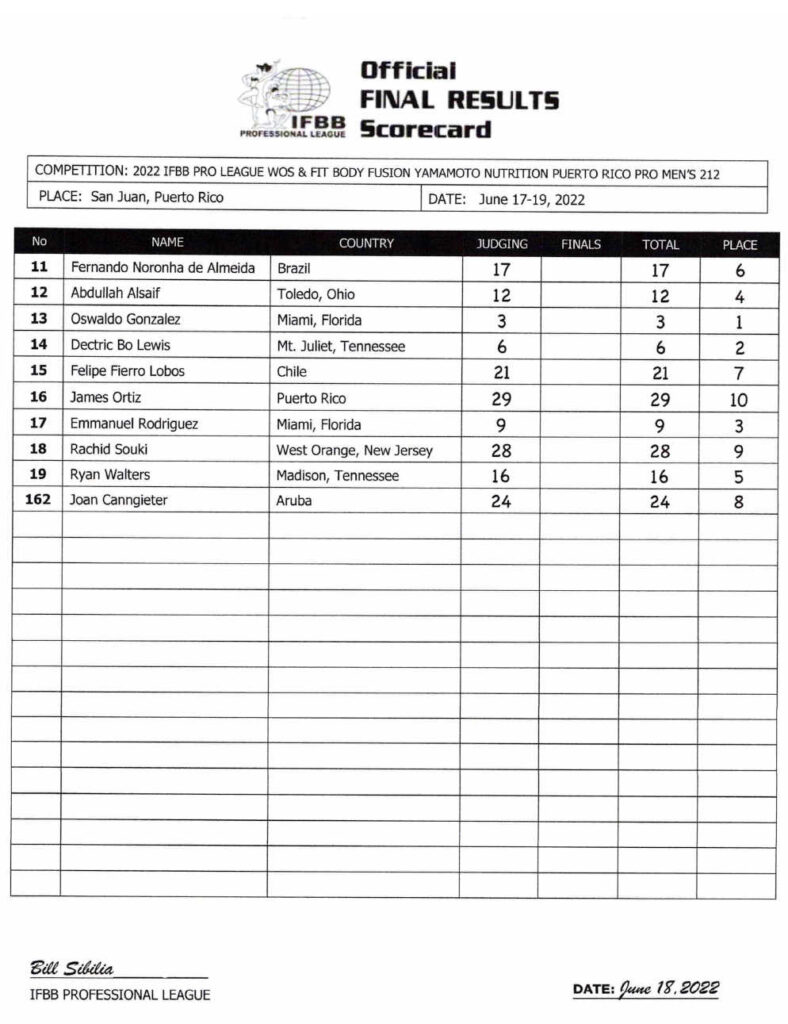 Official
FINAL RESULTS
Scorecard
IFBB
PROFESSIONAL LEAGUE
COMPETITION: 2022 IFBB PRO LEAGUE WOS & FIT BODY FUSION YAMAMOTO NUTRITION PUERTO RICO PRO MEN'S 212
PLACE: San Juan, Puerto Rico DATE: June 17-19, 2022
No NAME COUNTRY JUDGING FINALS TOTAL PLACE
11 Fernando Noronha de Almeida Brazil 17 17 6
12 Abdullah Alsaif Toledo, Ohio 12 12 4
13 Oswaldo Gonzalez Miami, Florida 3 3 1
14 Dectric Bo Lewis Mt. Juliet, Tennessee 6 6 2
15 Felipe Fierro Lobos Chile 21 21 7
16 James Ortiz Puerto Rico 29 29 10
17 Emmanuel Rodriguez Miami, Florida 9 9 3
18 Rachid Souki West Orange, New Jersey 28 28 9
19 Ryan Walters Madison, Tennessee 16 16 5
162 Joan Canngieter Aruba 24 24 8
Bill Sibilia
IFBB PROFESSIONAL LEAGUE
DATE: June 18, 2022